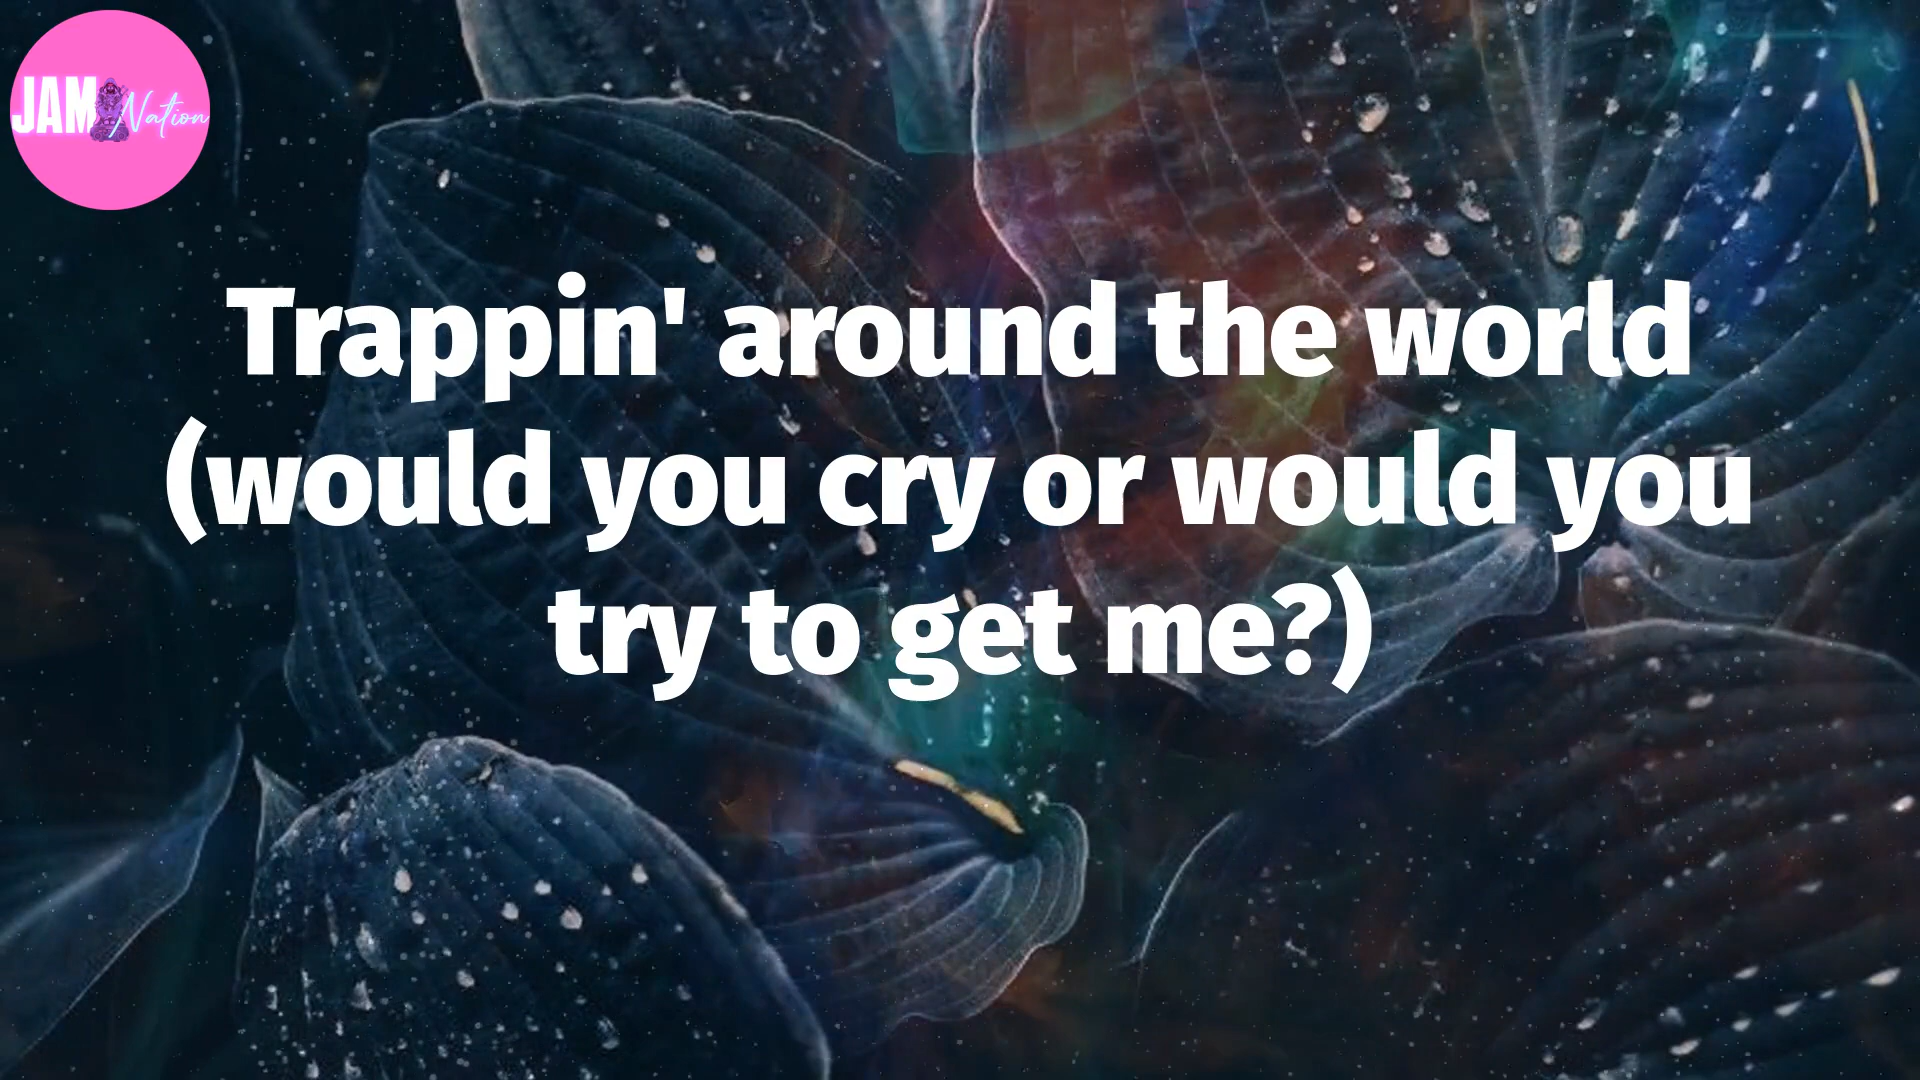 JAM Nation
Trappin' around the world
(would you cry or would you
try to get me?)